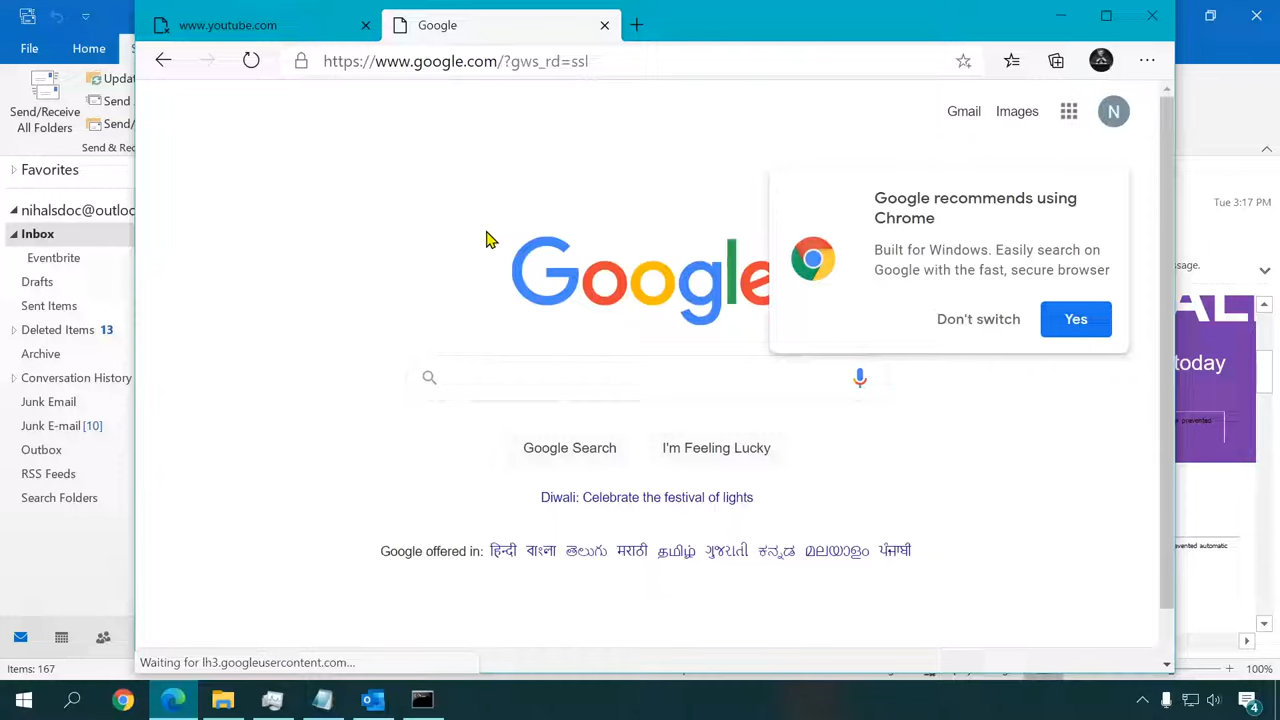 www.youtube.com
Google
File
Home
https://www.google.com/?gws_rd=ssl
Send/Receive
All Folders
Send
Send/
Gmail
Images
N
Favorites
Google recommends using
Chrome
Built for Windows. Easily search on
Google with the fast, secure browser
Don't switch
Yes
Tue 3:17 PM
Inbox
Eventbrite
Drafts
Sent Items
Deleted Items 13
Archive
Conversation History
Junk Email
Junk E-mail [10]
Outbox
RSS Feeds
Search Folders
Google
today
Google Search
I'm Feeling Lucky
Diwali: Celebrate the festival of lights
Google offered in: हिन्दी বাংলা తెలుగు मराठी தமிழ் ગુજરાતી ಕನ್ನಡ മലയാളം ਪੰਜਾਬੀ
Items: 167
Waiting for lh3.googleusercontent.com...
100%
4